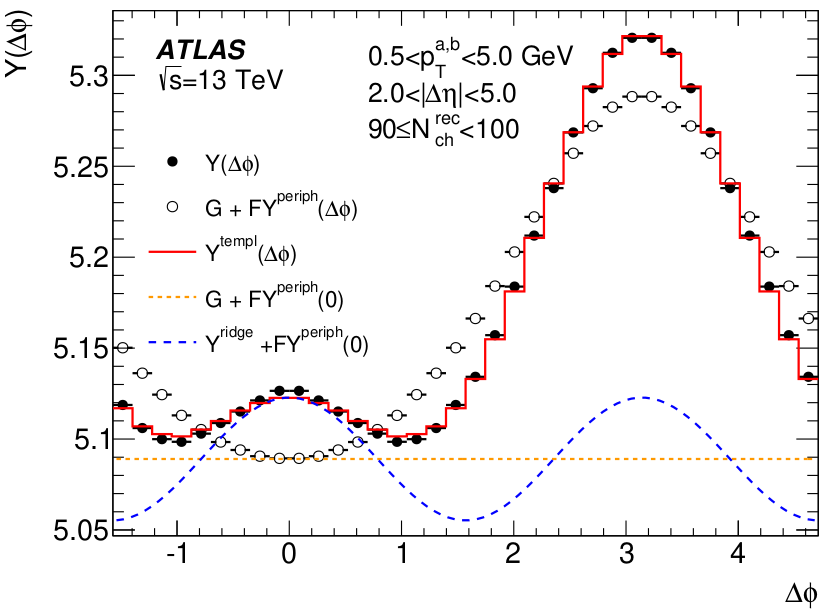 Y(Δϕ)
ATLAS
√s=13 TeV
0.5<p_T^{a,b}<5.0 GeV
2.0<|Δη|<5.0
90≤N_{ch}^{rec}<100
Y(Δϕ)
G + FY^{periph}(Δϕ)
Y^{templ}(Δϕ)
G + FY^{periph}(0)
Y^{ridge} +FY^{periph}(0)
5.3
5.25
5.2
5.15
5.1
5.05
-1 0 1 2 3 4
Δϕ